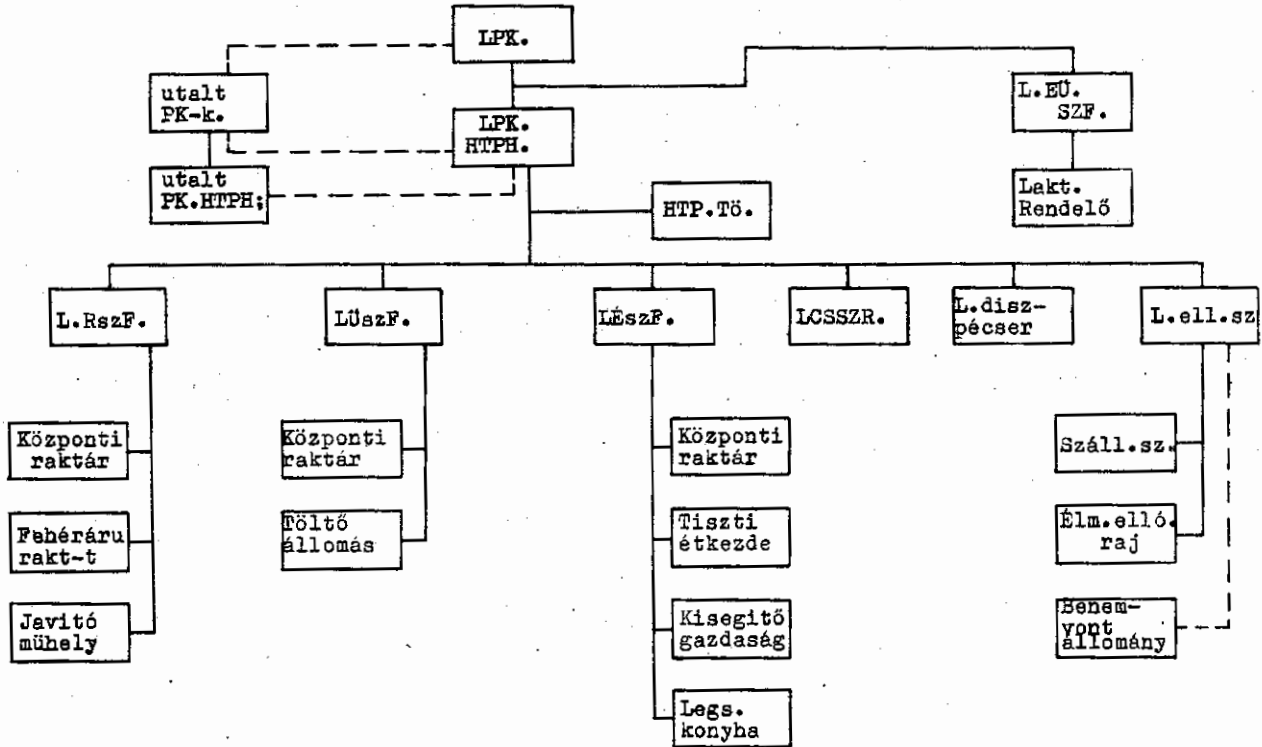 LPK.
utalt
PK-k.
L.EÜ.
SZF.
LPK.
HTPH.
utalt
PK.HTPH;
Lakt.
Rendelő
HTP.Tö.
L.RszF.
LÜszF.
LÉszF.
LCSSZR.
L.disz-
pécser
L.ell.sz
Központi
raktár
Központi
raktár
Központi
raktár
Száll.sz.
Fehéráru
rakt-t
Töltő
állomás
Tiszti
étkezde
Élm.elló.
raj
Javitó
mühely
Kisegitő
gazdaság
Benem-
vont
állomány
Legs.
konyha